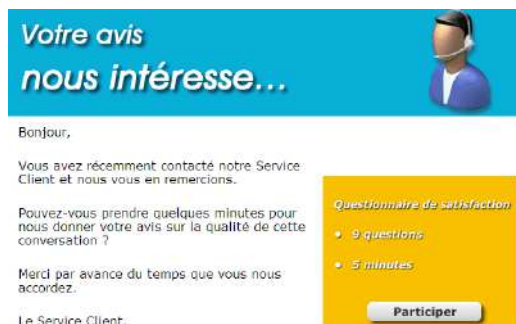 Votre avis
nous intéresse...
Bonjour,
Vous avez récemment contacté notre Service
Client et nous vous en remercions.
Pouvez-vous prendre quelques minutes pour
nous donner votre avis sur la qualité de cette
conversation ?
Merci par avance du temps que vous nous
accordez.
Le Service Client.
Questionnaire de satisfaction
• 9 questions
• 5 minutes
Participer